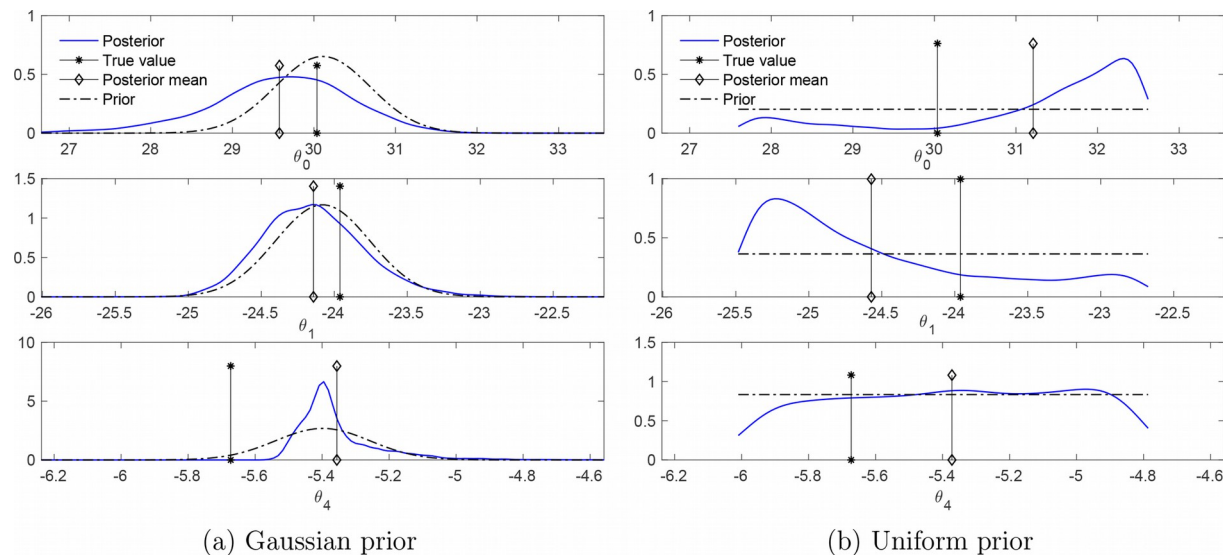 1
0.5
0
Posterior
True value
Posterior mean
Prior
27 28 29 30 31 32 33
θ0
1.5
1
0.5
0
-26 -25.5 -25 -24.5 -24 -23.5 -23 -22.5
θ1
10
5
0
-6.2 -6 -5.8 -5.6 -5.4 -5.2 -5 -4.8 -4.6
θ4
(a) Gaussian prior
1
0.5
0
Posterior
True value
Posterior mean
Prior
27 28 29 30 31 32 33
θ0
1
0.5
0
-26 -25.5 -25 -24.5 -24 -23.5 -23 -22.5
θ1
1.5
1
0.5
0
-6.2 -6 -5.8 -5.6 -5.4 -5.2 -5 -4.8 -4.6
θ4
(b) Uniform prior